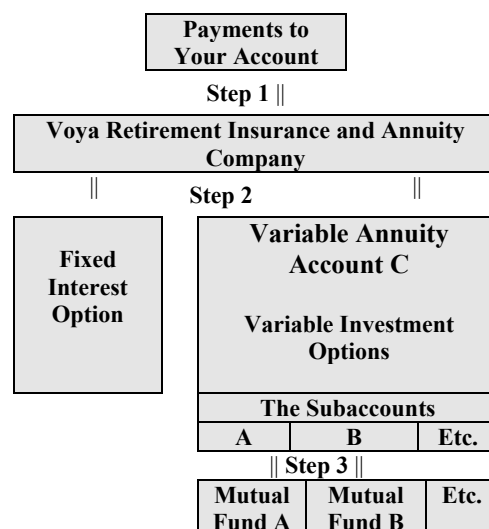 Payments to
Your Account
Step 1 ||
Voya Retirement Insurance and Annuity
Company
|| Step 2 ||
Fixed
Interest
Option
Variable Annuity
Account C
Variable Investment
Options
The Subaccounts
A B Etc.
|| Step 3 ||
Mutual
Fund A
Mutual
Fund B
Etc.